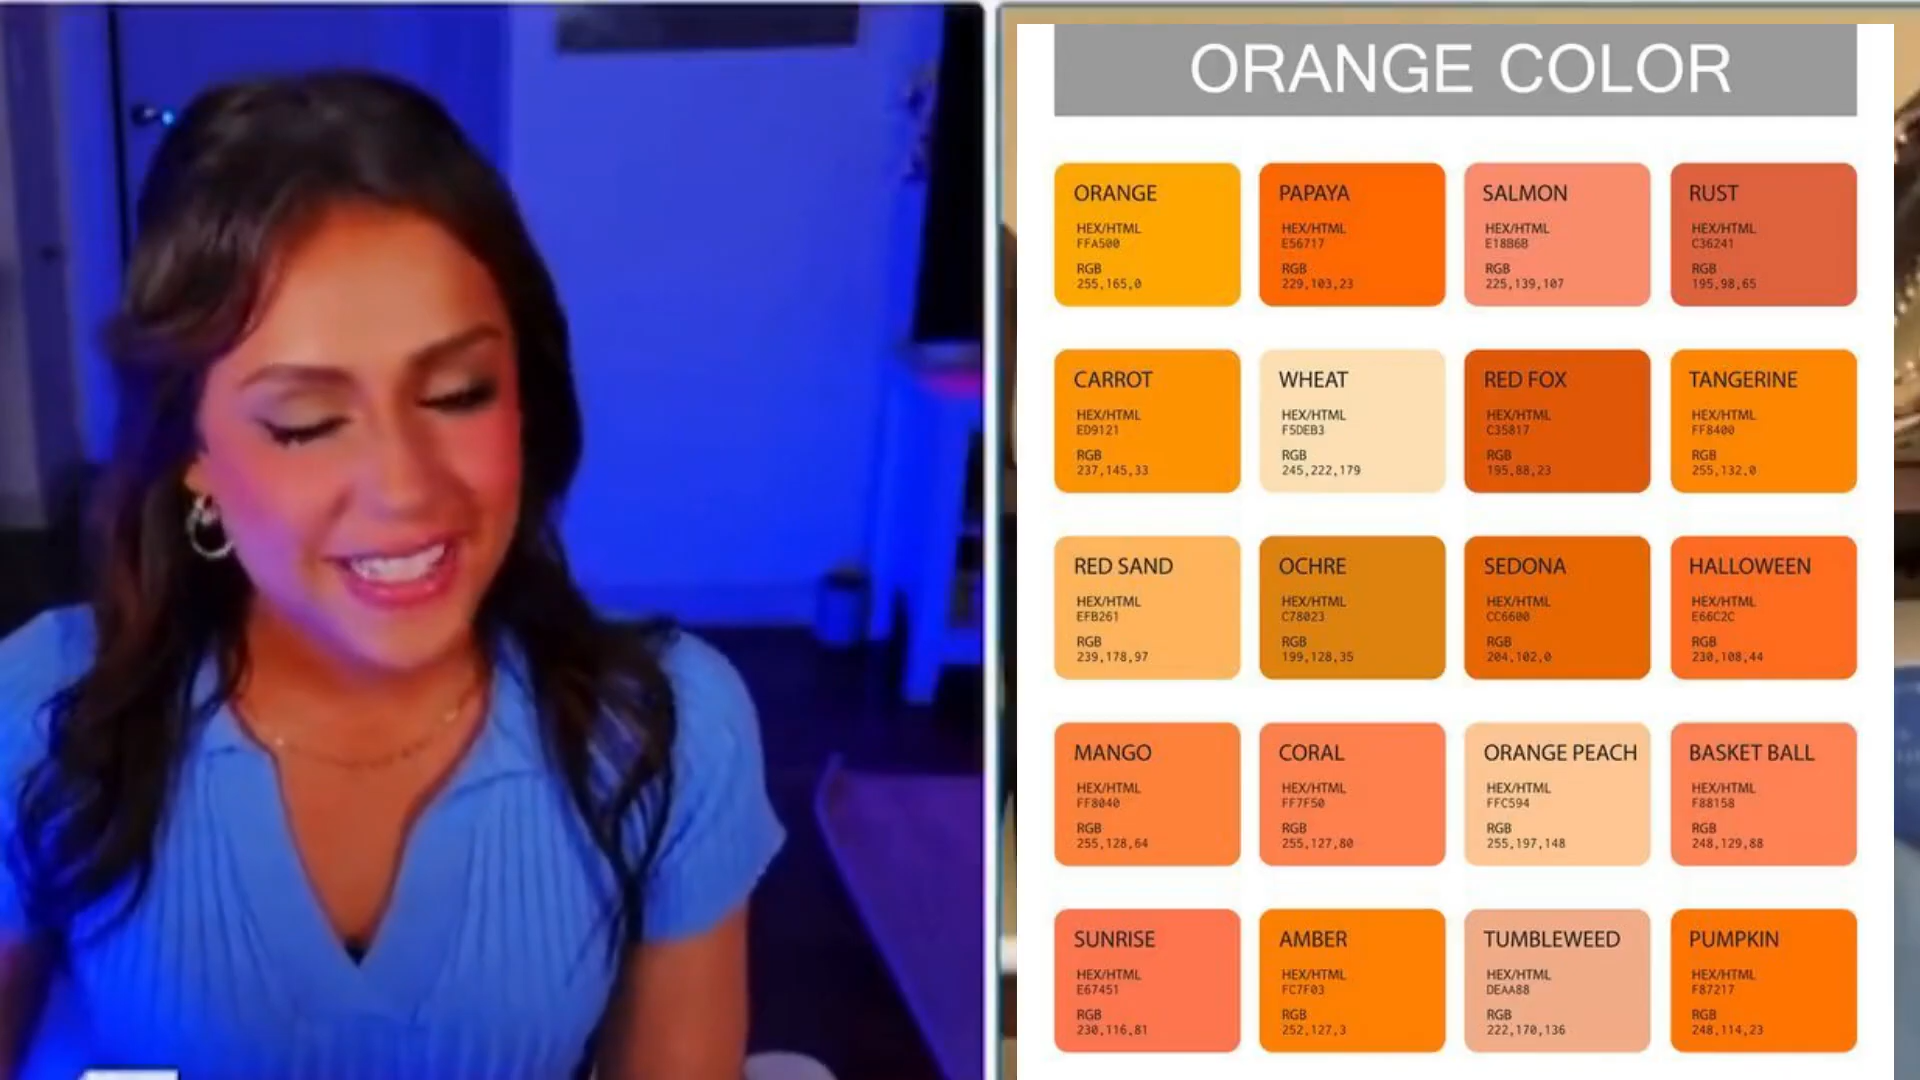 ORANGE COLOR
ORANGE
HEX/HTML
FFA500
RGB
255,165,0
PAPAYA
HEX/HTML
E56717
RGB
229,103,23
SALMON
HEX/HTML
E18B6B
RGB
225,139,107
RUST
HEX/HTML
C36241
RGB
195,98,65
CARROT
HEX/HTML
ED9121
RGB
237,145,33
WHEAT
HEX/HTML
F5DEB3
RGB
245,222,179
RED FOX
HEX/HTML
C35817
RGB
195,88,23
TANGERINE
HEX/HTML
FF8400
RGB
255,132,0
RED SAND
HEX/HTML
EFB261
RGB
239,178,97
OCHRE
HEX/HTML
C78023
RGB
199,128,35
SEDONA
HEX/HTML
CC6600
RGB
204,102,0
HALLOWEEN
HEX/HTML
E66C2C
RGB
230,108,44
MANGO
HEX/HTML
FF8040
RGB
255,128,64
CORAL
HEX/HTML
FF7F50
RGB
255,127,80
ORANGE PEACH
HEX/HTML
FFC594
RGB
255,197,148
BASKET BALL
HEX/HTML
F88158
RGB
248,129,88
SUNRISE
HEX/HTML
E67451
RGB
230,116,81
AMBER
HEX/HTML
FC7F03
RGB
252,127,3
TUMBLEWEED
HEX/HTML
DEAA88
RGB
222,170,136
PUMPKIN
HEX/HTML
F87217
RGB
248,114,23